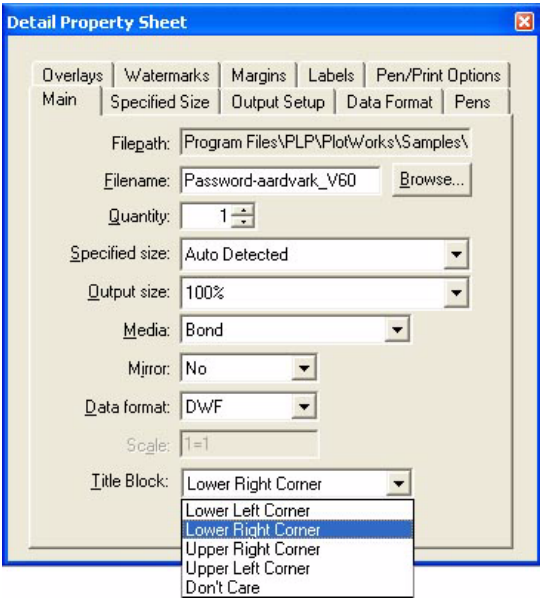 Detail Property Sheet
Overlays Watermarks Margins Labels Pen/Print Options
Main Specified Size Output Setup Data Format Pens
Filepath: Program Files\PLP\PlotWorks\Samples\
Filename: Password-aardvark_V60 Browse...
Quantity: 1
Specified size: Auto Detected
Output size: 100%
Media: Bond
Mirror: No
Data format: DWF
Scale: 1=1
Title Block: Lower Right Corner
Lower Left Corner
Lower Right Corner
Upper Right Corner
Upper Left Corner
Don't Care